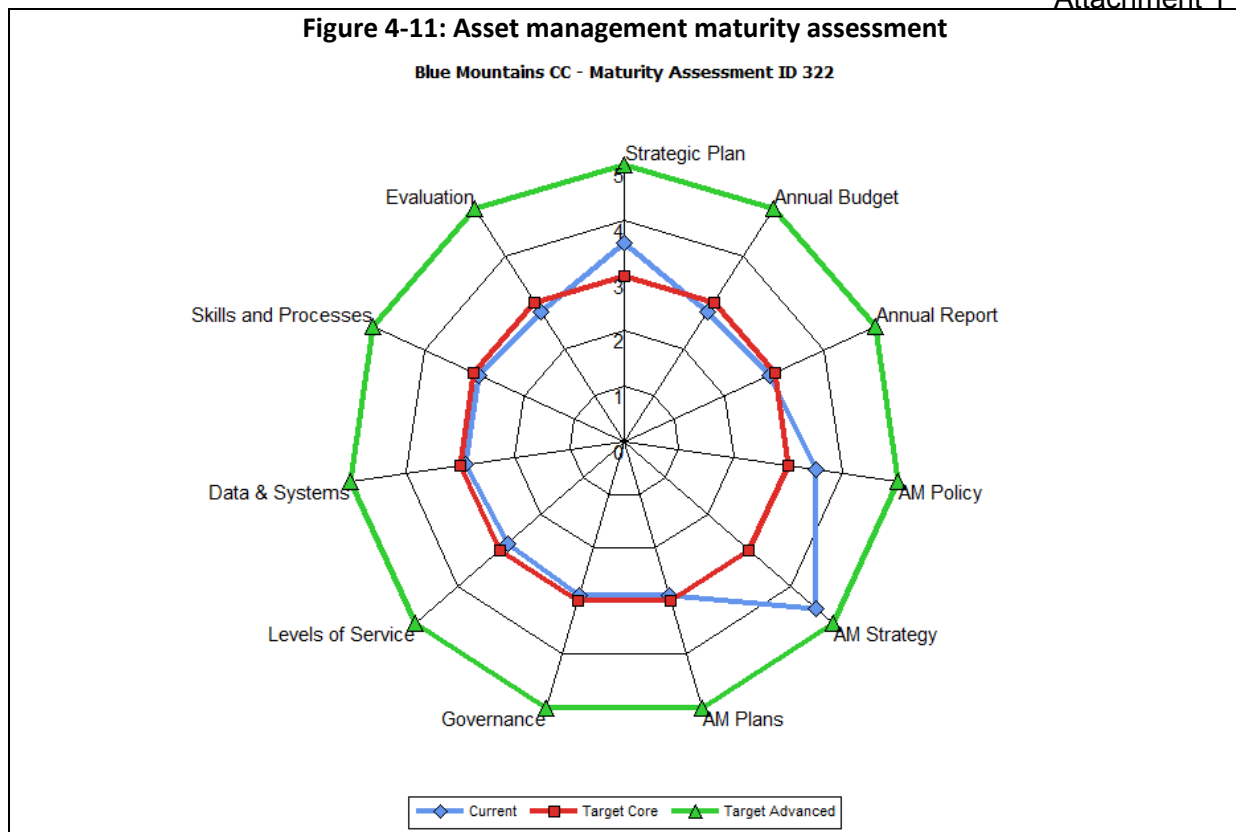 Attachment 1
Figure 4-11: Asset management maturity assessment
Blue Mountains CC - Maturity Assessment ID 322
Strategic Plan
5
Evaluation
Annual Budget
4
3
Skills and Processes
Annual Report
2
1
0
Data & Systems
AM Policy
Levels of Service
AM Strategy
Governance
AM Plans
Current Target Core Target Advanced